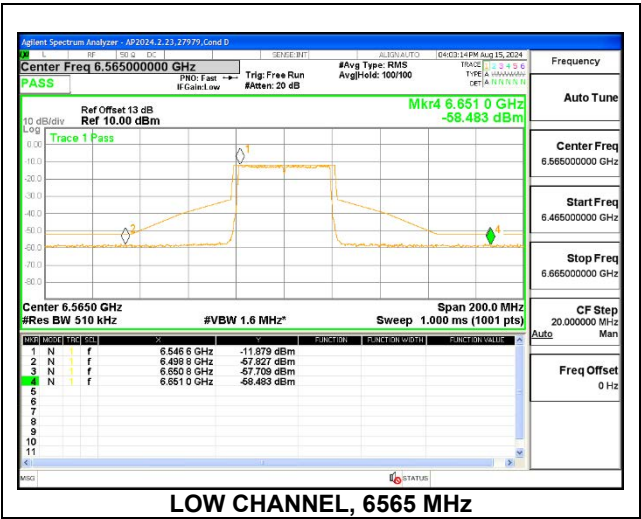 Agilent Spectrum Analyzer - AP2024.2.23,27979,Cond D
L RF 50 Ω DC SENSE:INT ALIGN AUTO 04:03:14 PM Aug 15, 2024
Center Freq 6.565000000 GHz #Avg Type: RMS TRACE 1 2 3 4 5 6
PNO: Fast Trig: Free Run Avg|Hold: 100/100 TYPE A
PASS IFGain:Low #Atten: 20 dB DET A N N N N N
Frequency
Auto Tune
Mkr4 6.651 0 GHz
-58.483 dBm
Ref Offset 13 dB
10 dB/div Ref 10.00 dBm
Log
Trace 1 Pass
0.00
-10.0
-20.0
-30.0
-40.0
-50.0
-60.0
-70.0
-80.0
1
2
4
Center 6.5650 GHz Span 200.0 MHz
#Res BW 510 kHz #VBW 1.6 MHz* Sweep 1.000 ms (1001 pts)
MKR MODE TRC SCL X Y FUNCTION FUNCTION WIDTH FUNCTION VALUE
1 N 1 f 6.546 6 GHz -11.879 dBm
2 N 1 f 6.498 8 GHz -57.827 dBm
3 N 1 f 6.650 8 GHz -57.709 dBm
4 N 1 f 6.651 0 GHz -58.483 dBm
5
6
7
8
9
10
11
Center Freq
6.565000000 GHz
Start Freq
6.465000000 GHz
Stop Freq
6.665000000 GHz
CF Step
20.000000 MHz
Auto Man
Freq Offset
0 Hz
MSG STATUS
LOW CHANNEL, 6565 MHz